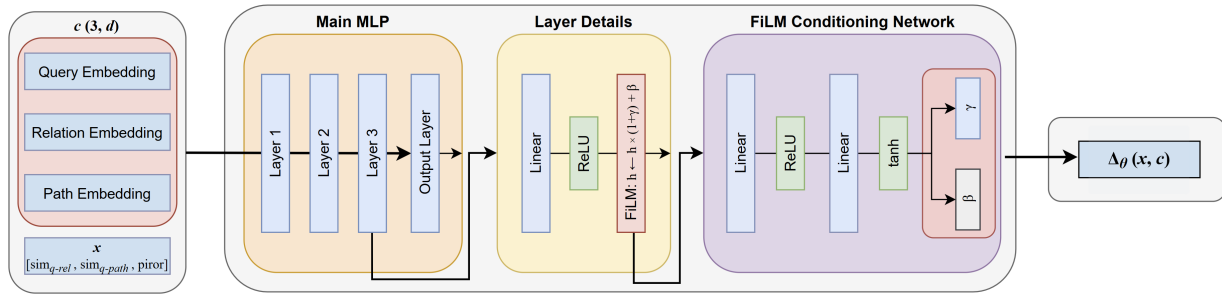 c (3, d)
Query Embedding
Relation Embedding
Path Embedding
x
[sim_q-rel , sim_q-path , piror]
Main MLP
Layer 1
Layer 2
Layer 3
Output Layer
Layer Details
Linear
ReLU
FiLM: h ← h × (1+γ) + β
FiLM Conditioning Network
Linear
ReLU
Linear
tanh
γ
β
Δ_θ (x, c)